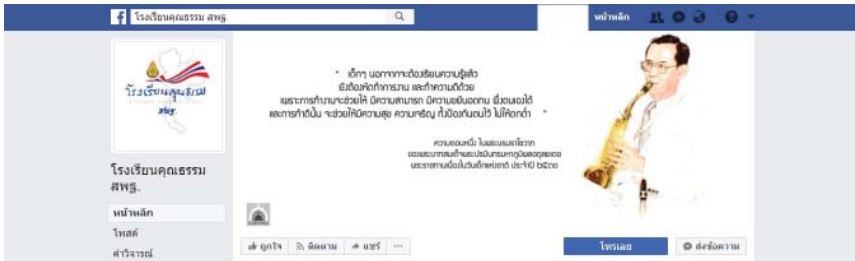 โรงเรียนคุณธรรม สพฐ.
หน้าหลัก
โรงเรียนคุณธรรม
สพฐ.
" เด็กๆ นอกจากจะต้องเรียนความรู้แล้ว
ยังต้องหัดทำการงาน และทำความดีด้วย
เพราะการทำงานจะช่วยให้ มีความสามารถ มีความขยันอดทน พึ่งตนเองได้
และการทำดีนั้น จะช่วยให้มีความสุข ความเจริญ ทั้งป้องกันตนไว้ ไม่ให้ตกต่ำ "
ความตอนหนึ่ง ในพระบรมราโชวาท
ของพระบาทสมเด็จพระปรมินทรมหาภูมิพลอดุลยเดช
พระราชทานเนื่องในวันเด็กแห่งชาติ ประจำปี ๒๕๓๐
โรงเรียนคุณธรรม
สพฐ.
หน้าหลัก
โพสต์
คำวิจารณ์
ถูกใจ
ติดตาม
แชร์
...
โทรเลย
ส่งข้อความ